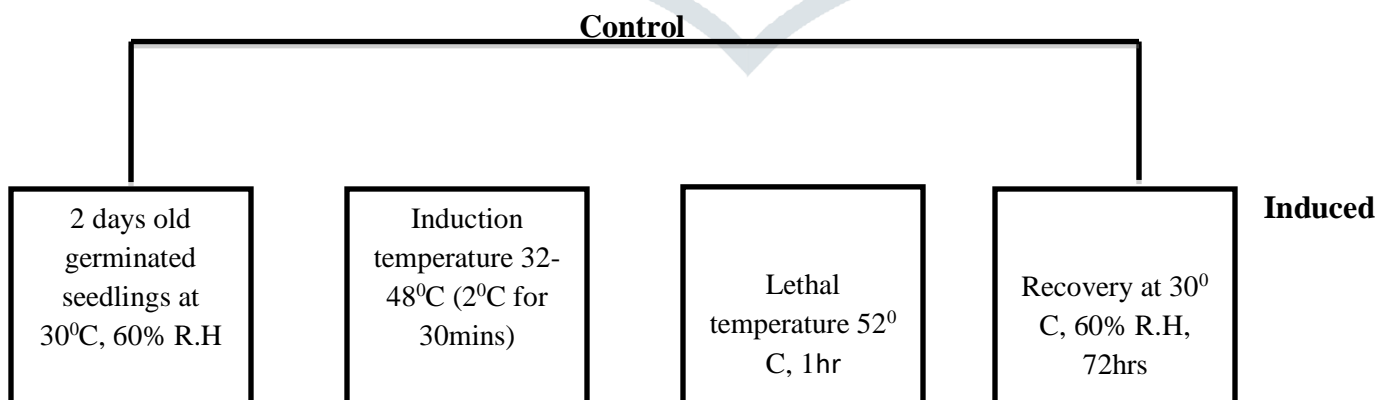 Control
2 days old
germinated
seedlings at
30⁰C, 60% R.H
Induction
temperature 32-
48⁰C (2⁰C for
30mins)
Lethal
temperature 52⁰
C, 1hr
Recovery at 30⁰
C, 60% R.H,
72hrs
Induced